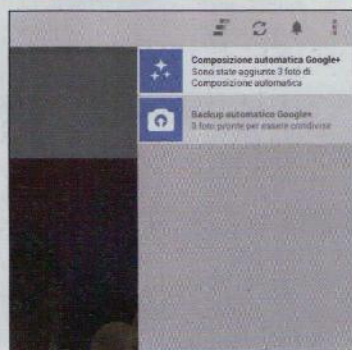 Composizione automatica Google+
Sono state aggiunte 3 foto di
Composizione automatica
Backup automatico Google+
3 foto pronte per essere condivise